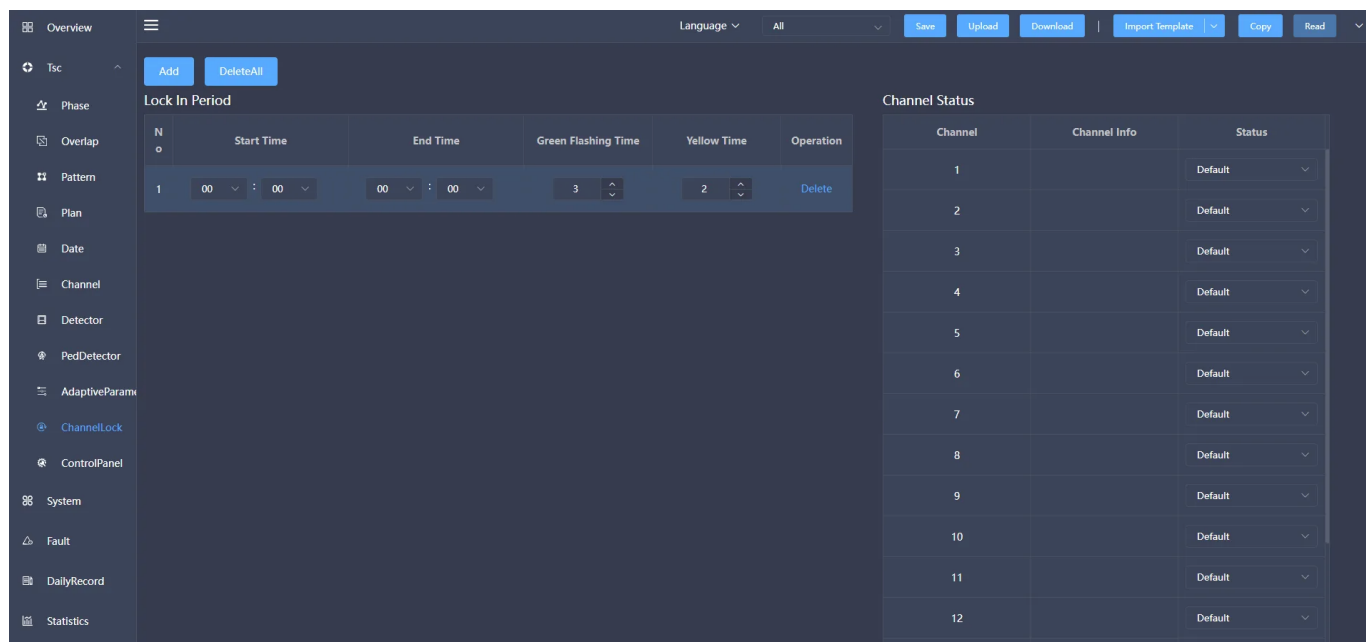 Overview
Language
All
Save
Upload
Download
|
Import Template
Copy
Read
Tsc
Add
DeleteAll
Phase
Lock In Period
Channel Status
No
Start Time
End Time
Green Flashing Time
Yellow Time
Operation
Channel
Channel Info
Status
Overlap
Pattern
1
00 : 00
00 : 00
3
2
Delete
1
Default
Plan
2
Default
Date
3
Default
Channel
4
Default
Detector
5
Default
PedDetector
6
Default
AdaptiveParame
ChannelLock
7
Default
ControlPanel
8
Default
System
9
Default
Fault
10
Default
DailyRecord
11
Default
Statistics
12
Default